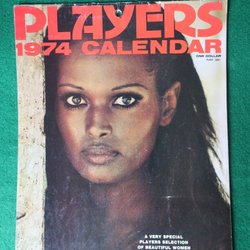 PLAYERS
1974 CALENDAR
ONE DOLLAR
A VERY SPECIAL
PLAYERS SELECTION
OF BEAUTIFUL WOMEN